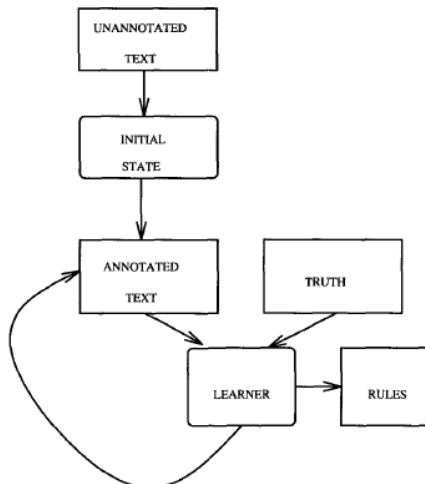 UNANNOTATED
TEXT
INITIAL
STATE
ANNOTATED
TEXT
TRUTH
LEARNER
RULES